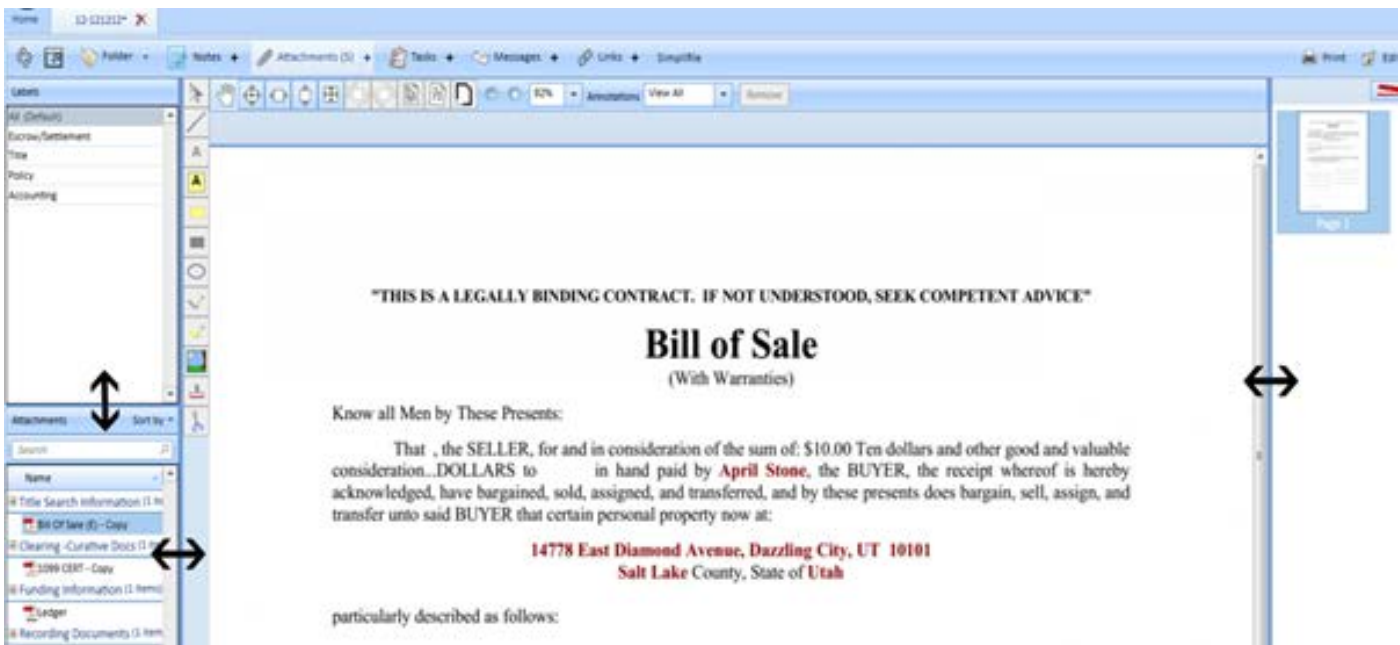 Home 12-121212*
Folder Notes + Attachments (5) + Tasks + Messages + Links + Simplifile Print
Labels
92% Annotations View All Remove
All (Default)
Escrow/Settlement
Title
Policy
Accounting
Page 1
"THIS IS A LEGALLY BINDING CONTRACT. IF NOT UNDERSTOOD, SEEK COMPETENT ADVICE"
Bill of Sale
(With Warranties)
Know all Men by These Presents:
That , the SELLER, for and in consideration of the sum of: $10.00 Ten dollars and other good and valuable
consideration...DOLLARS to in hand paid by April Stone, the BUYER, the receipt whereof is hereby
acknowledged, have bargained, sold, assigned, and transferred, and by these presents does bargain, sell, assign, and
transfer unto said BUYER that certain personal property now at:
14778 East Diamond Avenue, Dazzling City, UT 10101
Salt Lake County, State of Utah
particularly described as follows:
Attachments Sort by
Search
Name
Title Search Information (1
Bill Of Sale (E) - Copy
Clearing -Curative Docs (1
1099 CERT - Copy
Funding Information (1 Items)
Ledger
Recording Documents (1 Item